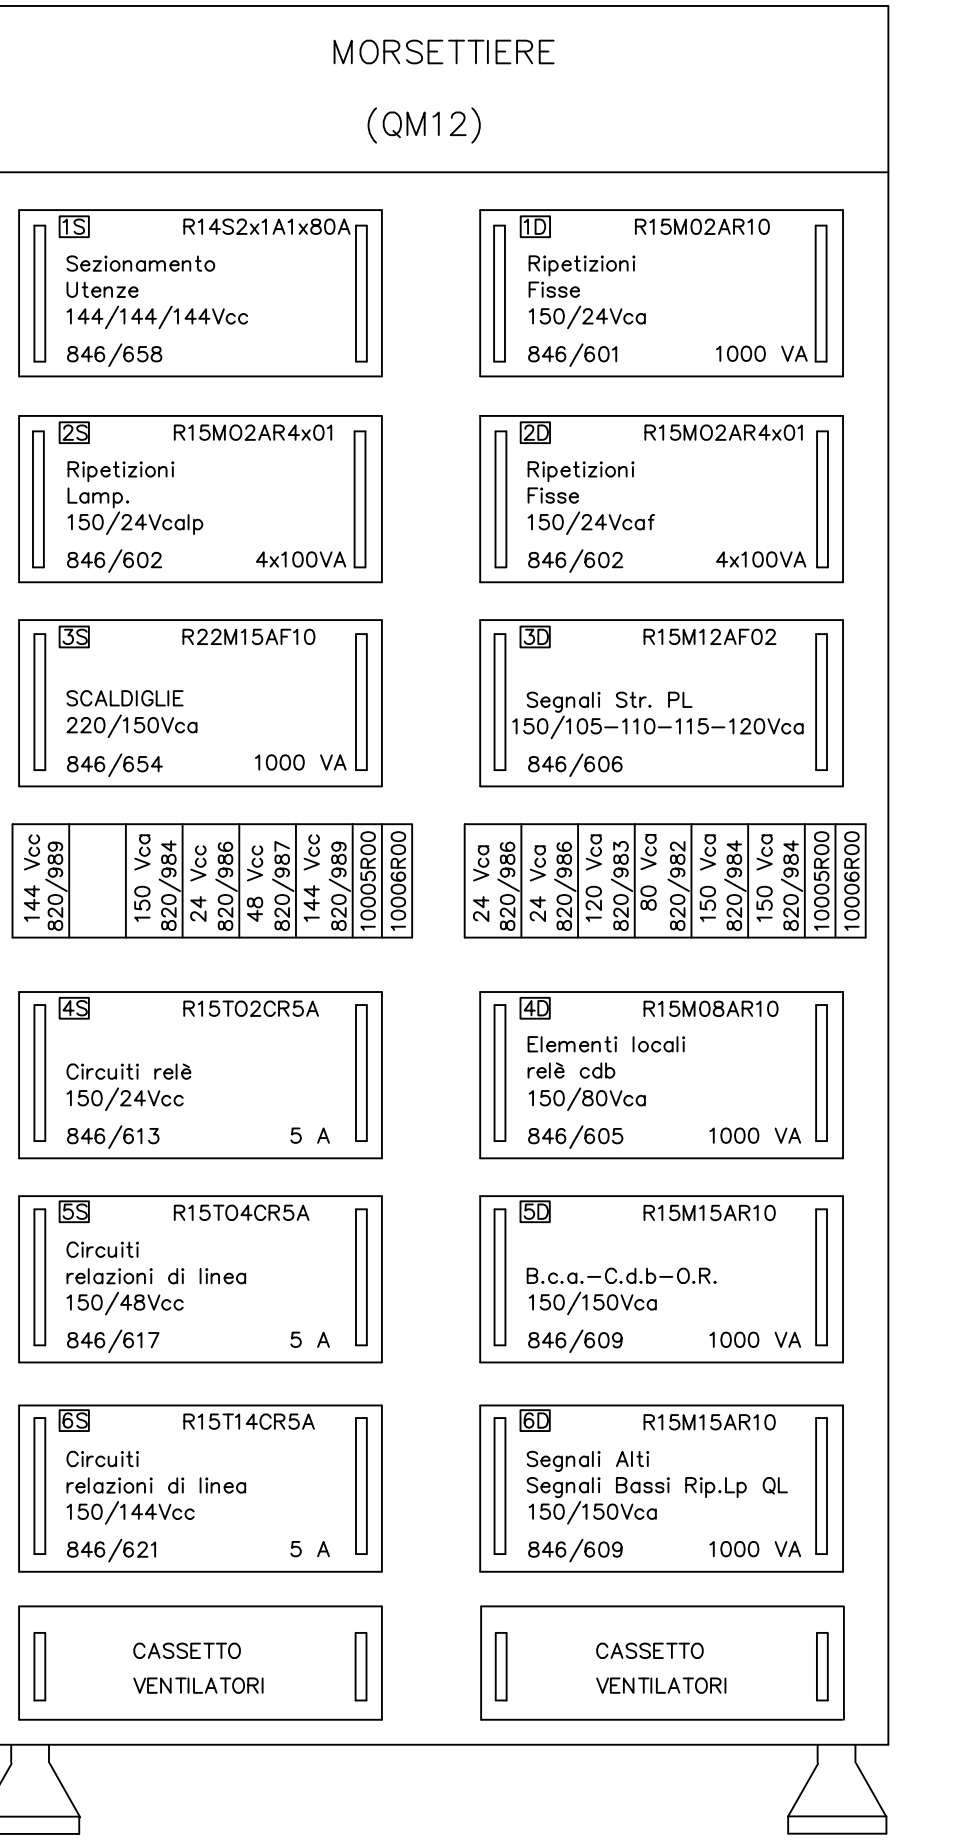 MORSETTIERE
(QM12)
1S R14S2x1A1x80A
Sezionamento
Utenze
144/144/144Vcc
846/658
1D R15M02AR10
Ripetizioni
Fisse
150/24Vca
846/601 1000 VA
2S R15MO2AR4x01
Ripetizioni
Lamp.
150/24Vcalp
846/602 4x100VA
2D R15MO2AR4x01
Ripetizioni
Fisse
150/24Vcaf
846/602 4x100VA
3S R22M15AF10
SCALDIGLIE
220/150Vca
846/654 1000 VA
3D R15M12AF02
Segnali Str. PL
150/105-110-115-120Vca
846/606
144 Vcc
820/989
150 Vca
820/984
24 Vcc
820/986
48 Vcc
820/987
144 Vcc
820/989
10005R00
10006R00
24 Vca
820/986
24 Vca
820/986
120 Vca
820/983
80 Vca
820/982
150 Vca
820/984
150 Vca
820/984
10005R00
10006R00
4S R15TO2CR5A
Circuiti relè
150/24Vcc
846/613 5 A
4D R15M08AR10
Elementi locali
relè cdb
150/80Vca
846/605 1000 VA
5S R15TO4CR5A
Circuiti
relazioni di linea
150/48Vcc
846/617 5 A
5D R15M15AR10
B.c.a.-C.d.b-O.R.
150/150Vca
846/609 1000 VA
6S R15T14CR5A
Circuiti
relazioni di linea
150/144Vcc
846/621 5 A
6D R15M15AR10
Segnali Alti
Segnali Bassi Rip.Lp QL
150/150Vca
846/609 1000 VA
CASSETTO
VENTILATORI
CASSETTO
VENTILATORI